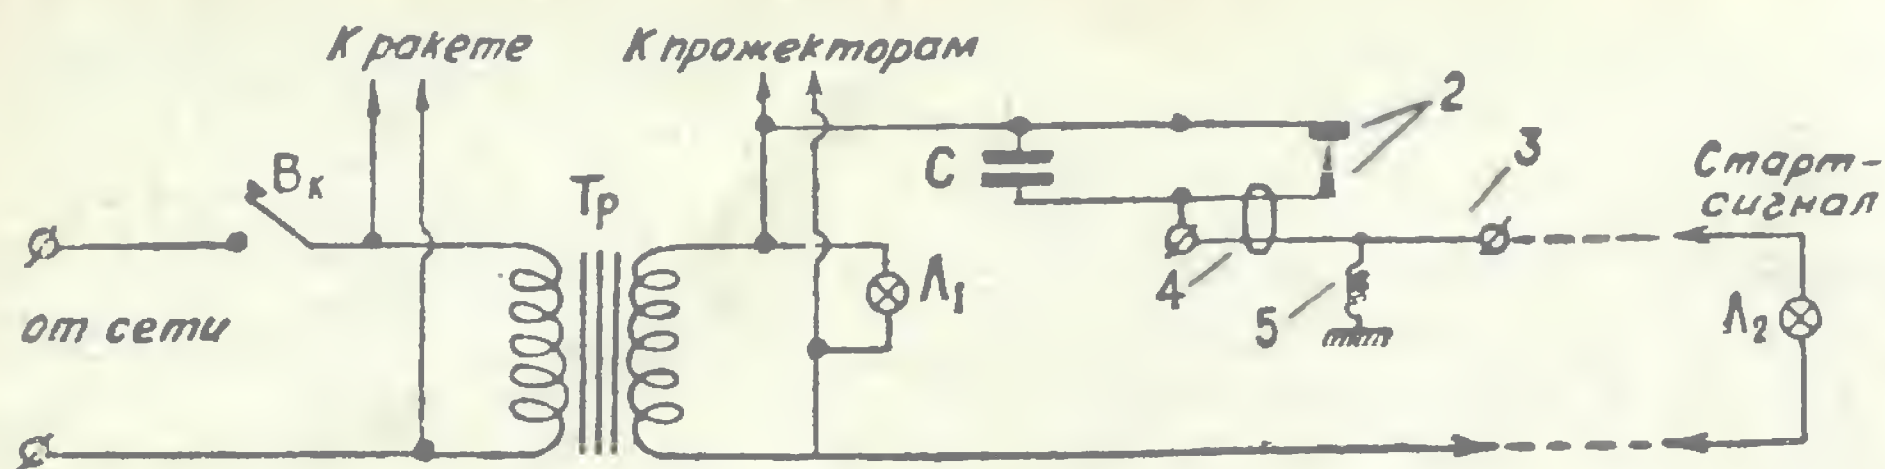 К ракете
К прожекторам
2
3
Старт-
сигнал
Вк
Тр
С
Л1
4
5
Л2
от сети